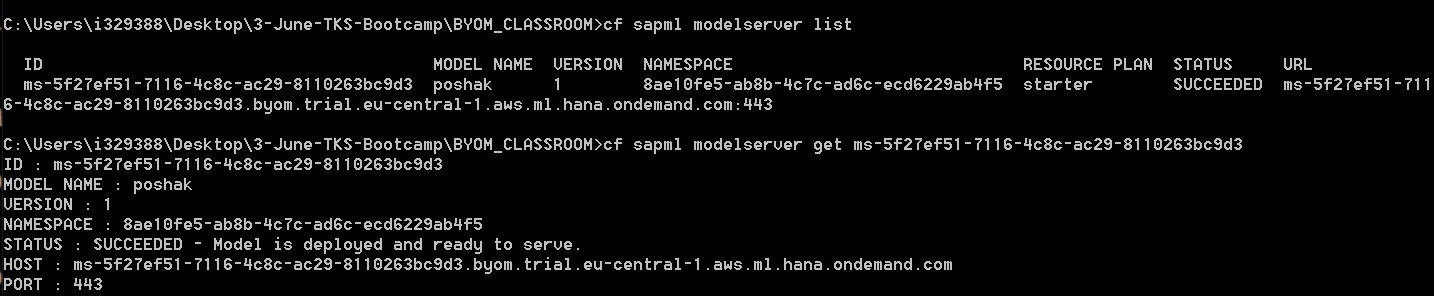 C:\Users\i329388\Desktop\3-June-TKS-Bootcamp\BYOM_CLASSROOM>cf sapml modelserver list
ID MODEL NAME VERSION NAMESPACE RESOURCE PLAN STATUS URL
ms-5f27ef51-7116-4c8c-ac29-8110263bc9d3 poshak 1 8ae10fe5-ab8b-4c7c-ad6c-ecd6229ab4f5 starter SUCCEEDED ms-5f27ef51-711
6-4c8c-ac29-8110263bc9d3.byom.trial.eu-central-1.aws.ml.hana.ondemand.com:443
C:\Users\i329388\Desktop\3-June-TKS-Bootcamp\BYOM_CLASSROOM>cf sapml modelserver get ms-5f27ef51-7116-4c8c-ac29-8110263bc9d3
ID : ms-5f27ef51-7116-4c8c-ac29-8110263bc9d3
MODEL NAME : poshak
VERSION : 1
NAMESPACE : 8ae10fe5-ab8b-4c7c-ad6c-ecd6229ab4f5
STATUS : SUCCEEDED - Model is deployed and ready to serve.
HOST : ms-5f27ef51-7116-4c8c-ac29-8110263bc9d3.byom.trial.eu-central-1.aws.ml.hana.ondemand.com
PORT : 443